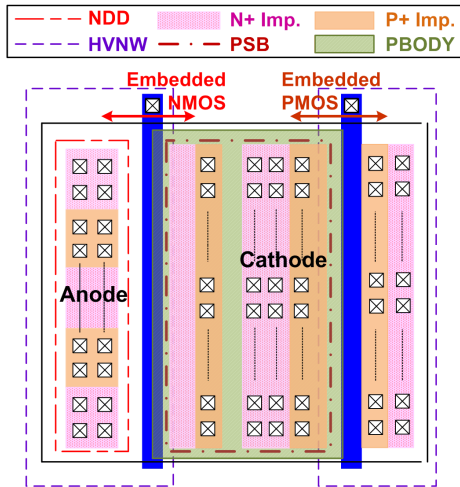 NDD
N+ Imp.
P+ Imp.
HVNW
PSB
PBODY
Embedded
NMOS
Embedded
PMOS
Cathode
Anode